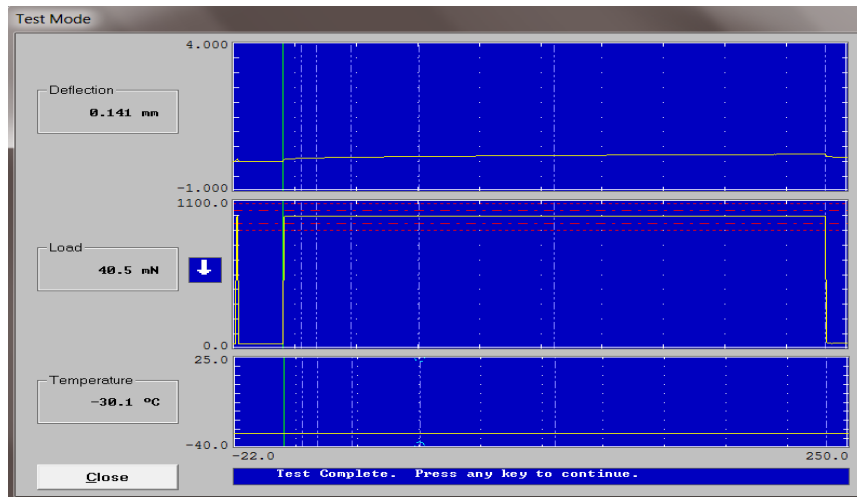 Test Mode
4.000
Deflection
0.141 mm
-1.000
1100.0
Load
40.5 mN
0.0
25.0
Temperature
-30.1 ºC
-40.0
-22.0
250.0
Close
Test Complete. Press any key to continue.